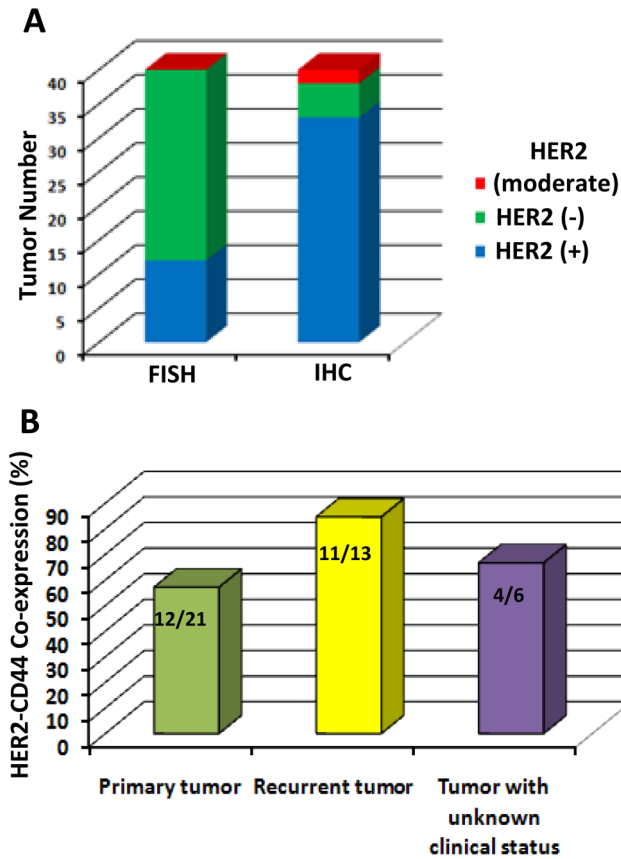 A
Tumor Number
40
35
30
25
20
15
10
5
0
FISH
IHC
HER2
(moderate)
HER2 (-)
HER2 (+)
B
HER2-CD44 Co-expression (%)
90
80
70
60
50
40
30
20
10
0
12/21
11/13
4/6
Primary tumor
Recurrent tumor
Tumor with
unknown
clinical status